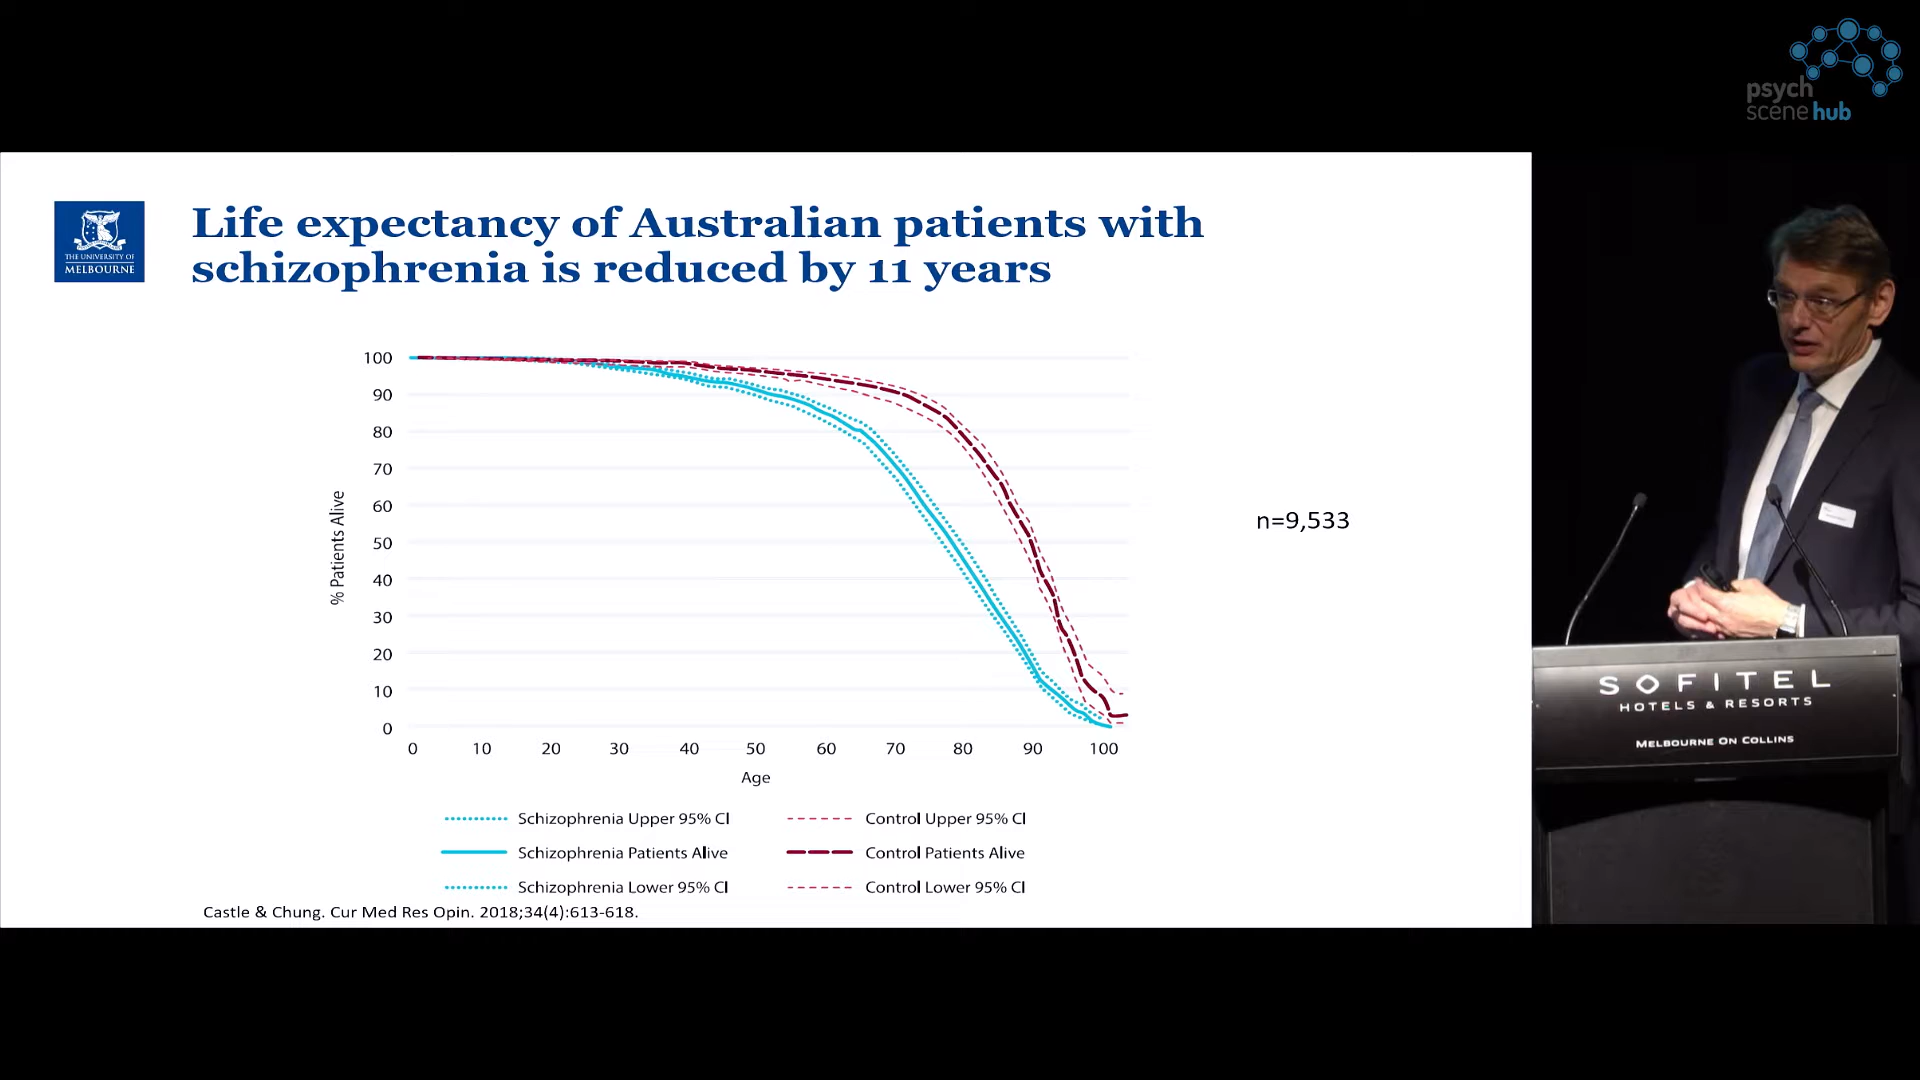 psych
scene hub
THE UNIVERSITY OF
MELBOURNE
Life expectancy of Australian patients with
schizophrenia is reduced by 11 years
100
90
80
70
60
50
40
30
20
10
0
% Patients Alive
0 10 20 30 40 50 60 70 80 90 100
Age
n=9,533
Schizophrenia Upper 95% CI
Control Upper 95% CI
Schizophrenia Patients Alive
Control Patients Alive
Schizophrenia Lower 95% CI
Control Lower 95% CI
Castle & Chung. Cur Med Res Opin. 2018;34(4):613-618.
SOFITEL
HOTELS & RESORTS
MELBOURNE ON COLLINS